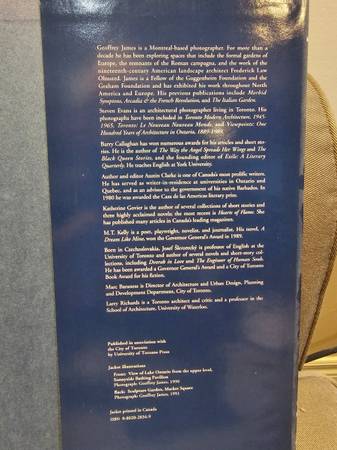 Geoffrey James is a Montreal-based photographer. For more than
a decade he has been exploring spaces that include the formal gardens of
Europe, the remnants of the Roman campagna, and the work of the
nineteenth-century American landscape architect Frederick Law
Olmsted. James is a Fellow of the Guggenheim Foundation and the
Graham Foundation and has exhibited his work throughout North
America and Europe. His previous publications include Morbid
Symptoms, Arcadia & the French Revolution, and The Italian Garden.
Steven Evans is an architectural photographer living in Toronto. His
photographs have been included in Toronto Modern Architecture, 1945-
1965, Toronto: Le Nouveau Nouveau Monde, and Viewpoints: One
Hundred Years of Architecture in Ontario, 1889-1989.
Barry Callaghan has won numerous awards for his articles and short sto-
ries. He is the author of The Way the Angel Spreads Her Wings and The
Black Queen Stories, and the founding editor of Exile: A Literary
Quarterly. He teaches English at York University.
Author and editor Austin Clarke is one of Canada's most prolific writers.
He has served as writer-in-residence at universities in Ontario and
Quebec, and as an advisor to the government of his native Barbados. In
1980 he was awarded the Casa de las Americas literary prize.
Katherine Govier is the author of several collections of short stories and
three highly acclaimed novels; the most recent is Hearts of Flame. She
has published many articles in Canada's leading magazines.
M.T. Kelly is a poet, playwright, novelist, and journalist. His novel, A
Dream Like Mine, won the Governor General's Award in 1989.
Born in Czechoslovakia, Josef Škvorecký is professor of English at the
University of Toronto and author of several novels and short-story col-
lections, including Dvorak in Love and The Engineer of Human Souls.
He has been awarded a Governor General's Award and a City of Toronto
Book Award for his fiction.
Marc Baraness is Director of Architecture and Urban Design, Planning
and Development Department, City of Toronto.
Larry Richards is a Toronto architect and critic and a professor in the
School of Architecture, University of Waterloo.
Published in association with
the City of Toronto
by University of Toronto Press
Jacket illustrations
Front: View of Lake Ontario from the upper level,
Sunnyside Bathing Pavilion
Photograph: Geoffrey James, 1990
Back: Sculpture Garden, Market Square
Photograph: Geoffrey James, 1993
Jacket printed in Canada
ISBN 0-8020-2834-9